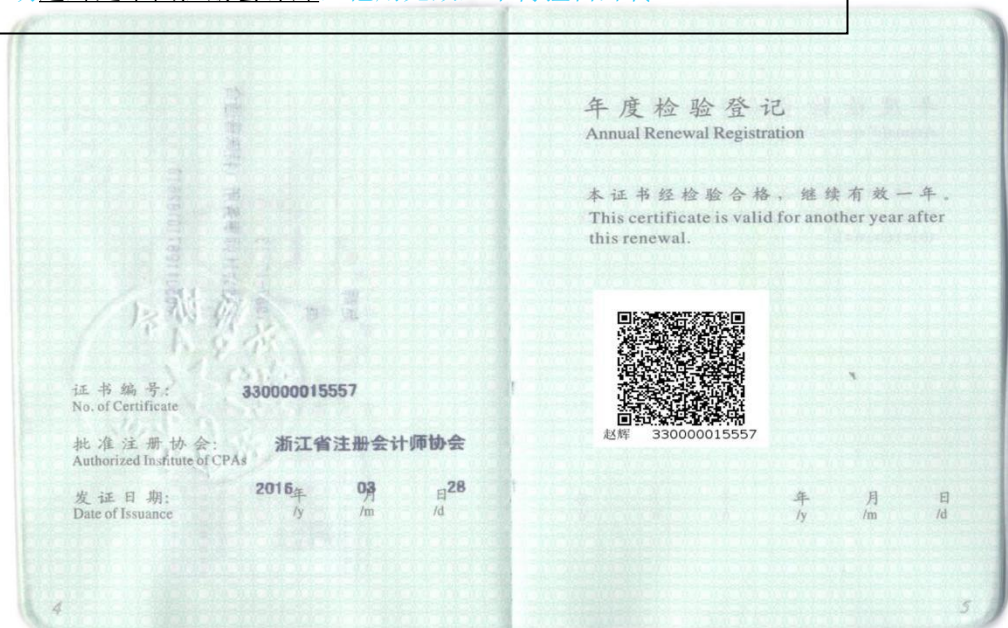 证书编号: 330000015557
No. of Certificate
批准注册协会: 浙江省注册会计师协会
Authorized Institute of CPAs
发证日期: 2016年 03月 28日
Date of Issuance /y /m /d
4
年度检验登记
Annual Renewal Registration
本证书经检验合格，继续有效一年。
This certificate is valid for another year after
this renewal.
赵辉 330000015557
年 月 日
/y /m /d
5